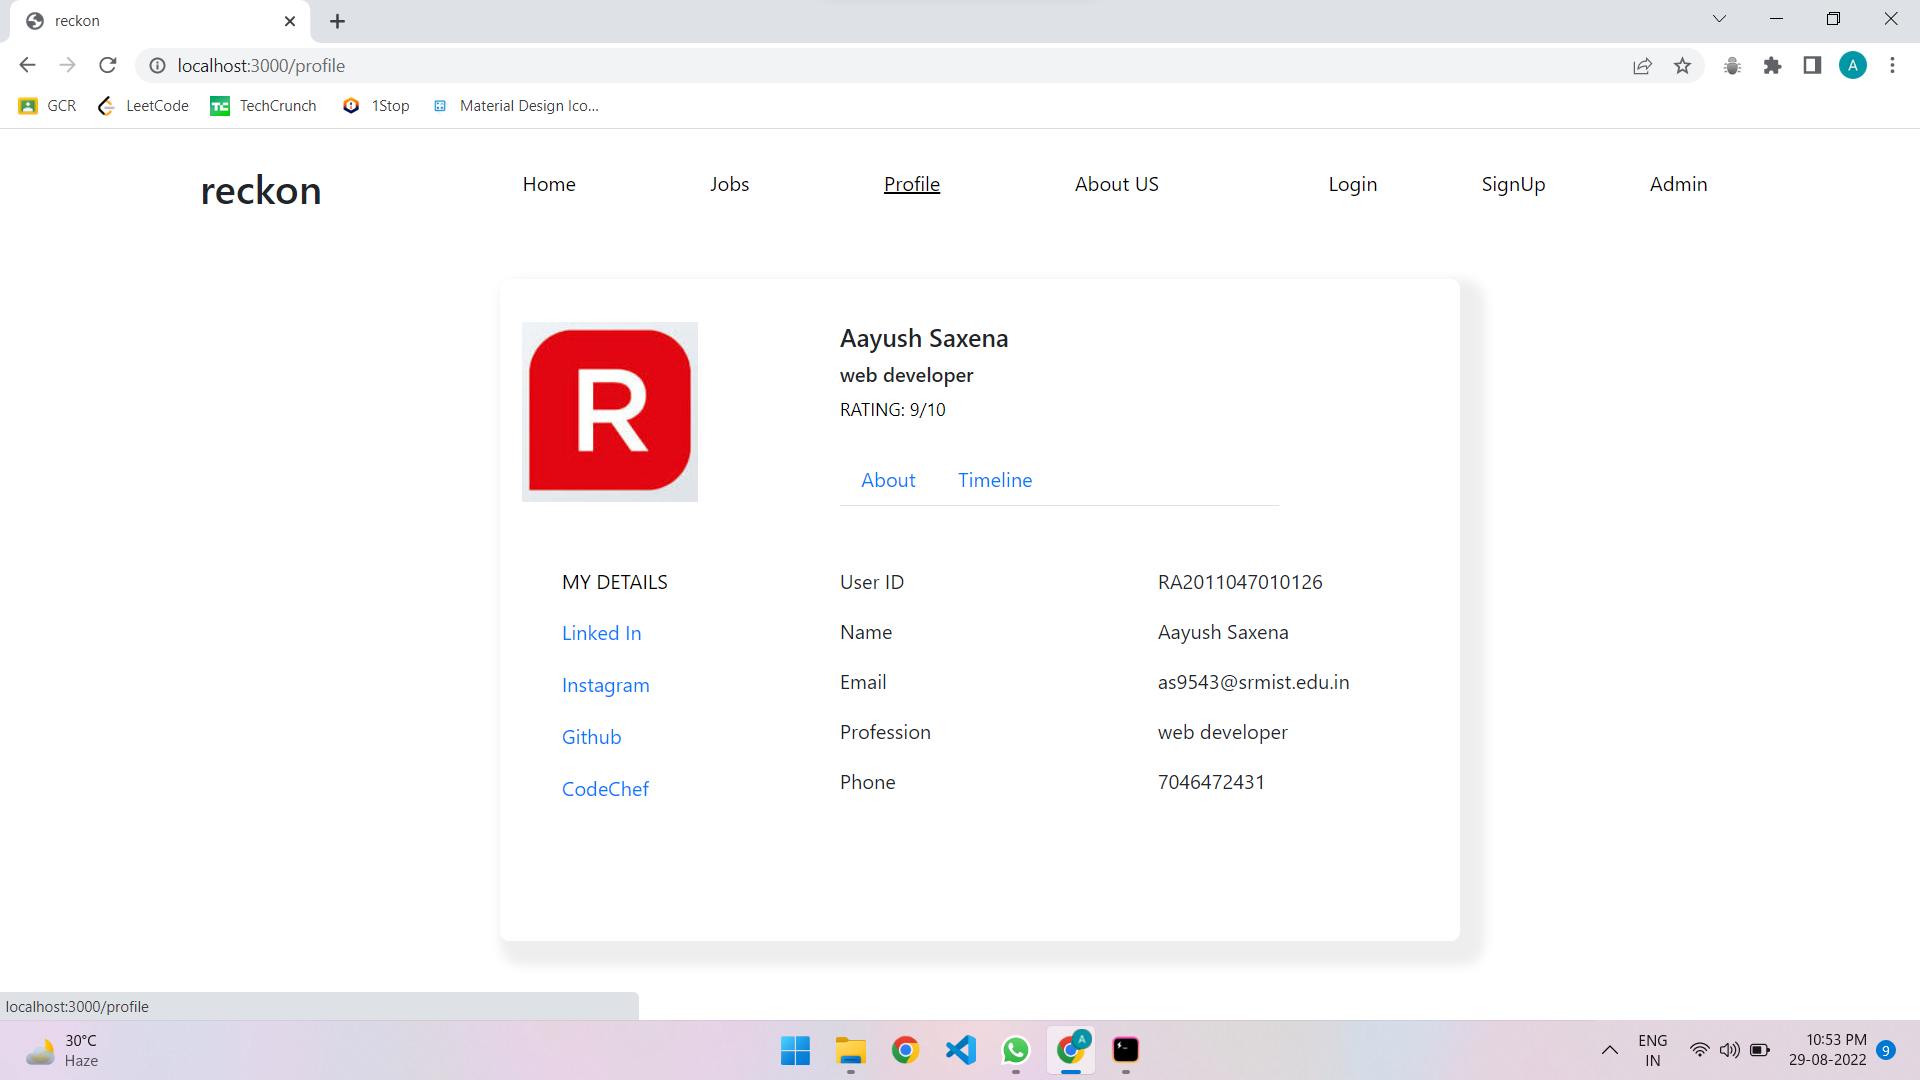 reckon
localhost:3000/profile
A
GCR
LeetCode
TC TechCrunch
1Stop
Material Design Ico...
reckon
Home
Jobs
Profile
About US
Login
SignUp
Admin
R
Aayush Saxena
web developer
RATING: 9/10
About
Timeline
MY DETAILS
Linked In
Instagram
Github
CodeChef
User ID RA2011047010126
Name Aayush Saxena
Email as9543@srmist.edu.in
Profession web developer
Phone 7046472431
localhost:3000/profile
30°C
Haze
A
ENG
IN
10:53 PM
29-08-2022
9